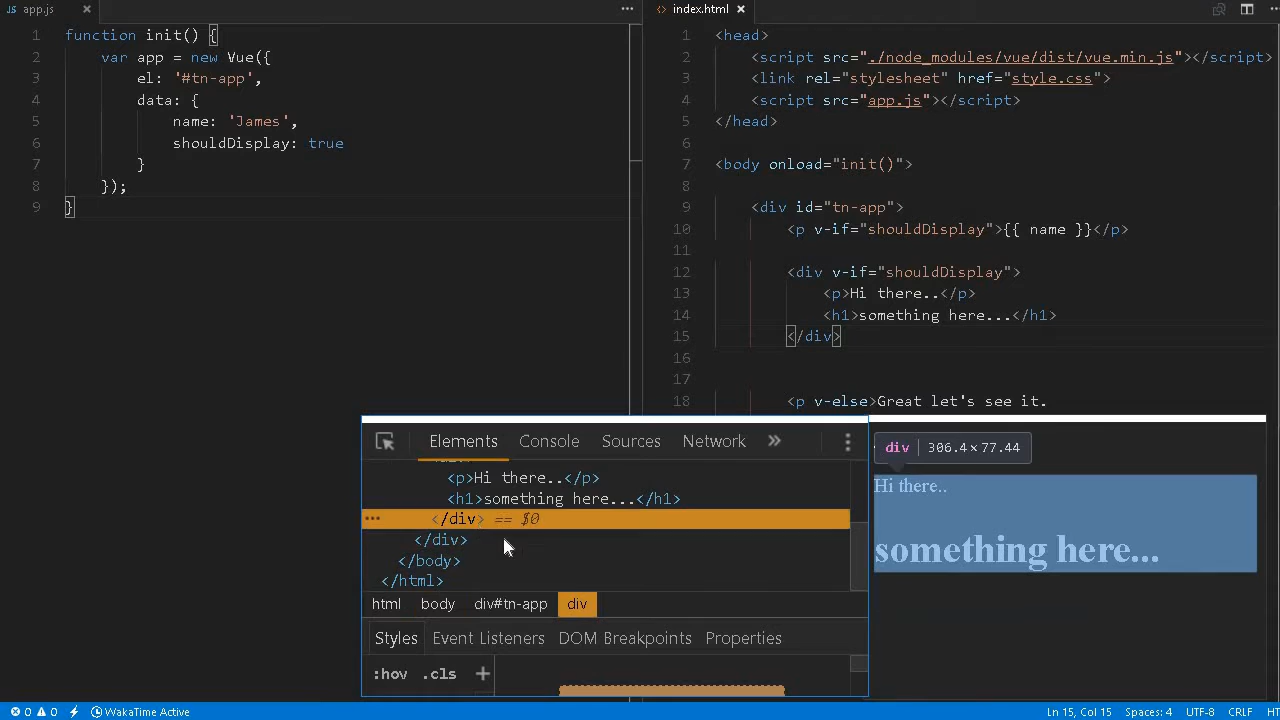 JS app.js ×
1 function init() {
2 var app = new Vue({
3 el: '#tn-app',
4 data: {
5 name: 'James',
6 shouldDisplay: true
7 }
8 });
9 }
index.html ×
1 <head>
2 <script src="./node_modules/vue/dist/vue.min.js"></script>
3 <link rel="stylesheet" href="style.css">
4 <script src="app.js"></script>
5 </head>
6
7 <body onload="init()">
8
9 <div id="tn-app">
10 <p v-if="shouldDisplay">{{ name }}</p>
11
12 <div v-if="shouldDisplay">
13 <p>Hi there..</p>
14 <h1>something here...</h1>
15 </div>
16
17
18 <p v-else>Great let's see it.
Elements Console Sources Network »
<p>Hi there..</p>
<h1>something here...</h1>
</div> == $0
</div>
</body>
</html>
html body div#tn-app div
Styles Event Listeners DOM Breakpoints Properties
:hov .cls +
div 306.4×77.44
Hi there..
something here...
0 0 WakaTime Active Ln 15, Col 15 Spaces: 4 UTF-8 CRLF